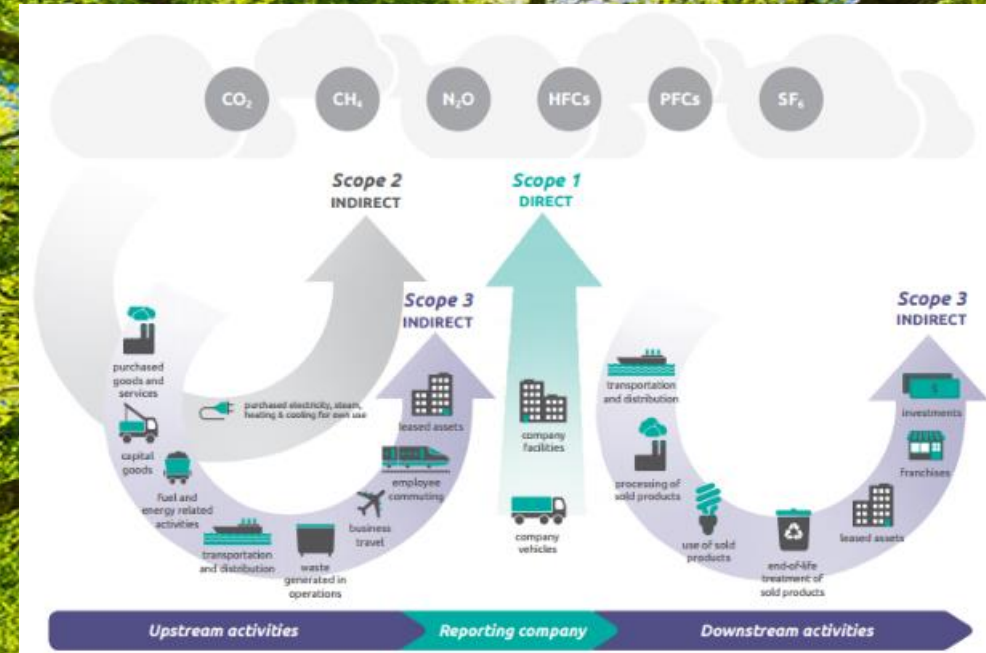 CO₂
CH₄
N₂O
HFCs
PFCs
SF₆
Scope 2
INDIRECT
Scope 1
DIRECT
Scope 3
INDIRECT
Scope 3
INDIRECT
purchased
goods and
services
capital
goods
fuel and
energy related
activities
purchased electricity, steam,
heating & cooling for own use
transportation
and distribution
waste
generated in
operations
business
travel
employee
commuting
leased assets
company
facilities
company
vehicles
transportation
and distribution
processing of
sold products
use of sold
products
end-of-life
treatment of
sold products
leased assets
franchises
$
investments
Upstream activities
Reporting company
Downstream activities